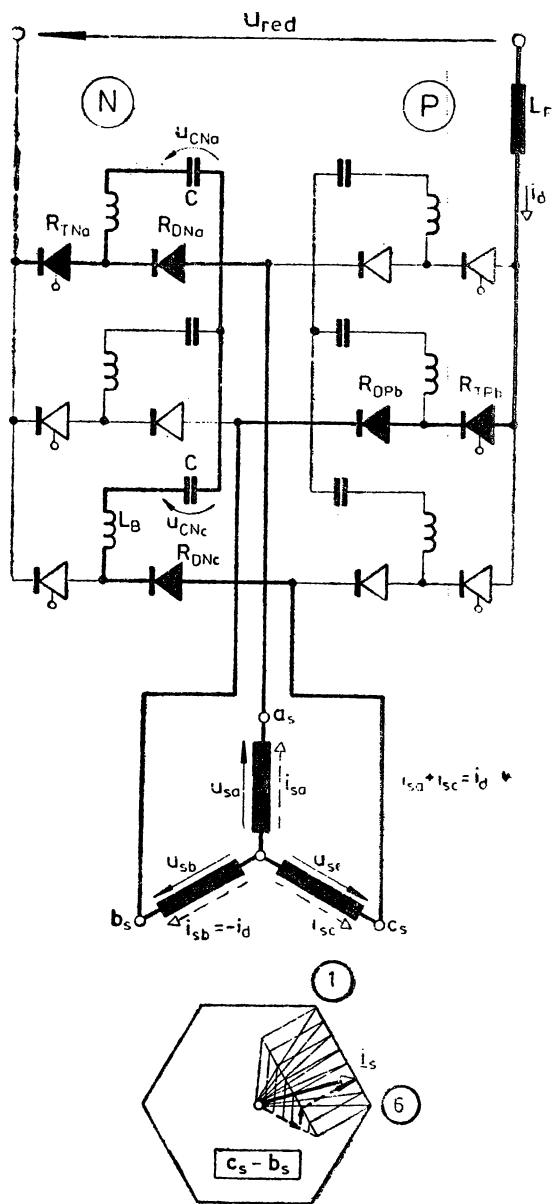 u_red
N
P
L_F
u_CNa
C
i_d
R_TNa
R_DNa
R_DPb
R_TPb
C
L_B
u_CNc
R_DNc
a_s
u_sa
i_sa
i_sa + i_sc = i_d
u_sb
u_sc
b_s
i_sb = -i_d
i_sc
c_s
1
i_s
6
c_s - b_s